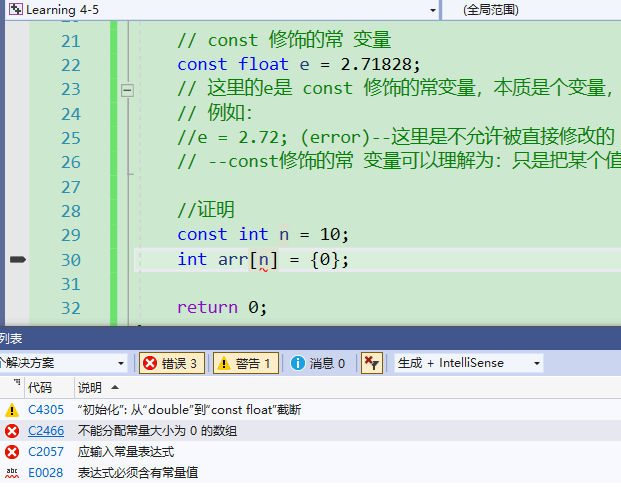 Learning 4-5
(全局范围)
21 // const 修饰的常 变量
22 const float e = 2.71828;
23 // 这里的e是 const 修饰的常变量，本质是个变量，
24 // 例如：
25 //e = 2.72; (error)--这里是不允许被直接修改的
26 // --const修饰的常 变量可以理解为：只是把某个值
27
28 //证明
29 const int n = 10;
30 int arr[n] = {0};
31
32 return 0;
列表
个解决方案
错误 3
警告 1
消息 0
生成 + IntelliSense
代码 说明
C4305 “初始化”: 从“double”到“const float”截断
C2466 不能分配常量大小为 0 的数组
C2057 应输入常量表达式
abc E0028 表达式必须含有常量值